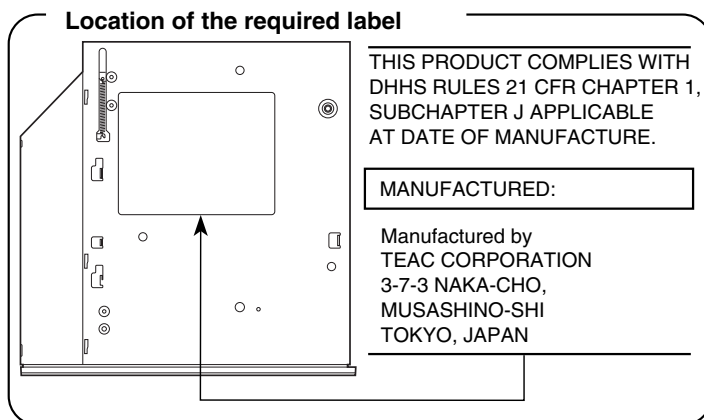 Location of the required label
THIS PRODUCT COMPLIES WITH
DHHS RULES 21 CFR CHAPTER 1,
SUBCHAPTER J APPLICABLE
AT DATE OF MANUFACTURE.
MANUFACTURED:
Manufactured by
TEAC CORPORATION
3-7-3 NAKA-CHO,
MUSASHINO-SHI
TOKYO, JAPAN